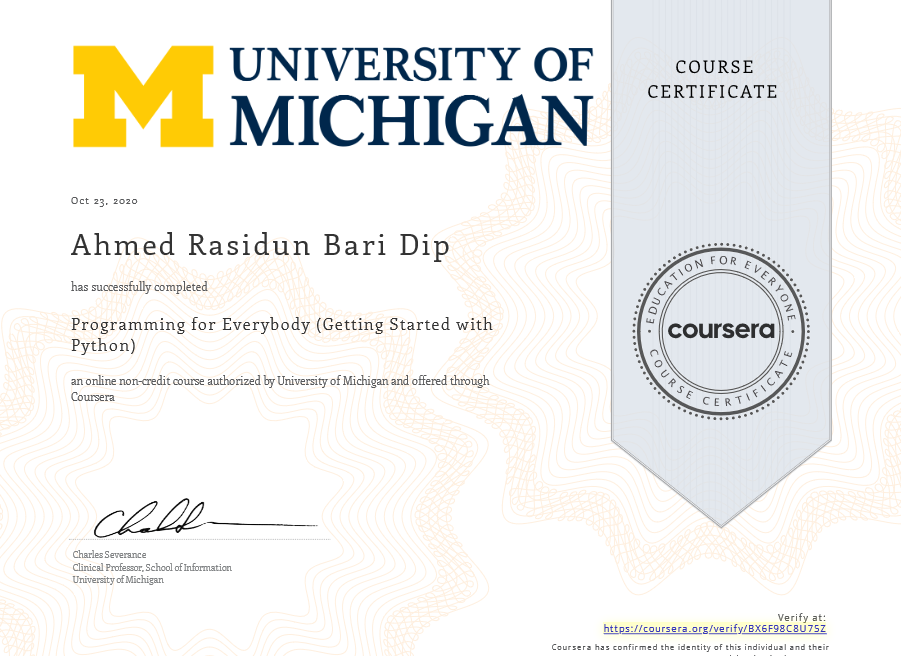 UNIVERSITY OF
MICHIGAN
COURSE
CERTIFICATE
Oct 23, 2020
Ahmed Rasidun Bari Dip
has successfully completed
Programming for Everybody (Getting Started with
Python)
an online non-credit course authorized by University of Michigan and offered through
Coursera
EDUCATION FOR EVERYONE
coursera
COURSE CERTIFICATE
Charles Severance
Clinical Professor, School of Information
University of Michigan
Verify at:
https://coursera.org/verify/BX6F98C8U75Z
Coursera has confirmed the identity of this individual and their